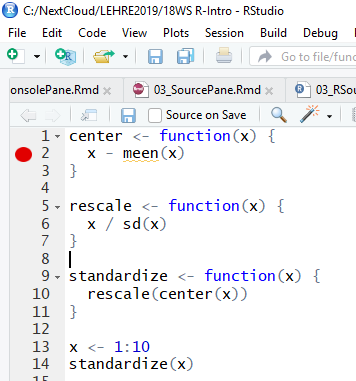 C:/NextCloud/LEHRE2019/18WS R-Intro - RStudio
File Edit Code View Plots Session Build
Go to file/func
onsolePane.Rmd 03_SourcePane.Rmd 03_RSou
Source on Save
1 center <- function(x) {
2 x - meen(x)
3 }
4
5 rescale <- function(x) {
6 x / sd(x)
7 }
8
9 standardize <- function(x) {
10 rescale(center(x))
11 }
12
13 x <- 1:10
14 standardize(x)